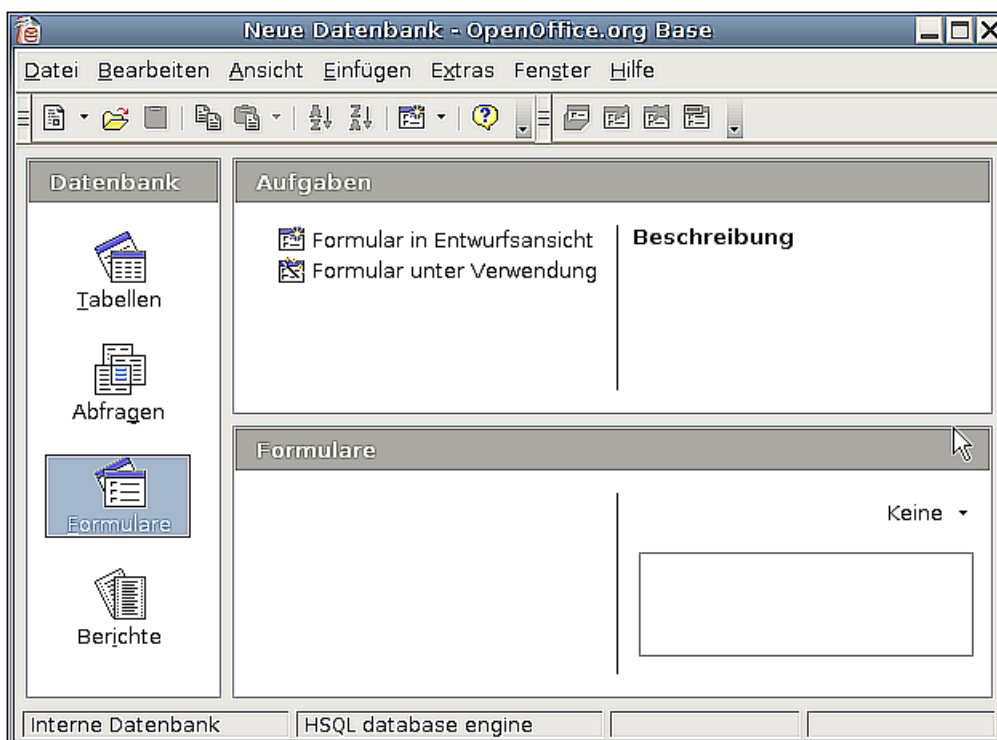 Neue Datenbank - OpenOffice.org Base
Datei Bearbeiten Ansicht Einfügen Extras Fenster Hilfe
Datenbank
Tabellen
Abfragen
Formulare
Berichte
Aufgaben
Formular in Entwurfsansicht
Formular unter Verwendung
Beschreibung
Formulare
Keine
Interne Datenbank
HSQL database engine